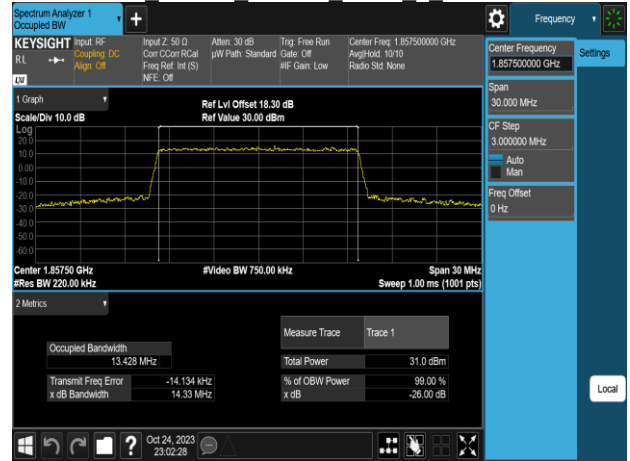 Spectrum Analyzer 1
Occupied BW
Frequency
KEYSIGHT
RL
LXI
Input: RF
Coupling: DC
Align: Off
Input Z: 50 Ω
Corr CCorr RCal
Freq Ref: Int (S)
NFE: Off
Atten: 30 dB
µW Path: Standard
Trig: Free Run
Gate: Off
#IF Gain: Low
Center Freq: 1.857500000 GHz
Avg|Hold: 10/10
Radio Std: None
Center Frequency
1.857500000 GHz
Settings
Span
30.000 MHz
CF Step
3.000000 MHz
Auto
Man
Freq Offset
0 Hz
Local
1 Graph
Scale/Div 10.0 dB
Ref Lvl Offset 18.30 dB
Ref Value 30.00 dBm
Log
20.0
10.0
0.00
-10.0
-20.0
-30.0
-40.0
-50.0
-60.0
Center 1.85750 GHz
#Video BW 750.00 kHz
Span 30 MHz
#Res BW 220.00 kHz
Sweep 1.00 ms (1001 pts)
2 Metrics
Measure Trace
Trace 1
Occupied Bandwidth
13.428 MHz
Total Power
31.0 dBm
Transmit Freq Error
-14.134 kHz
% of OBW Power
99.00 %
x dB Bandwidth
14.33 MHz
x dB
-26.00 dB
?
Oct 24, 2023
23:02:28